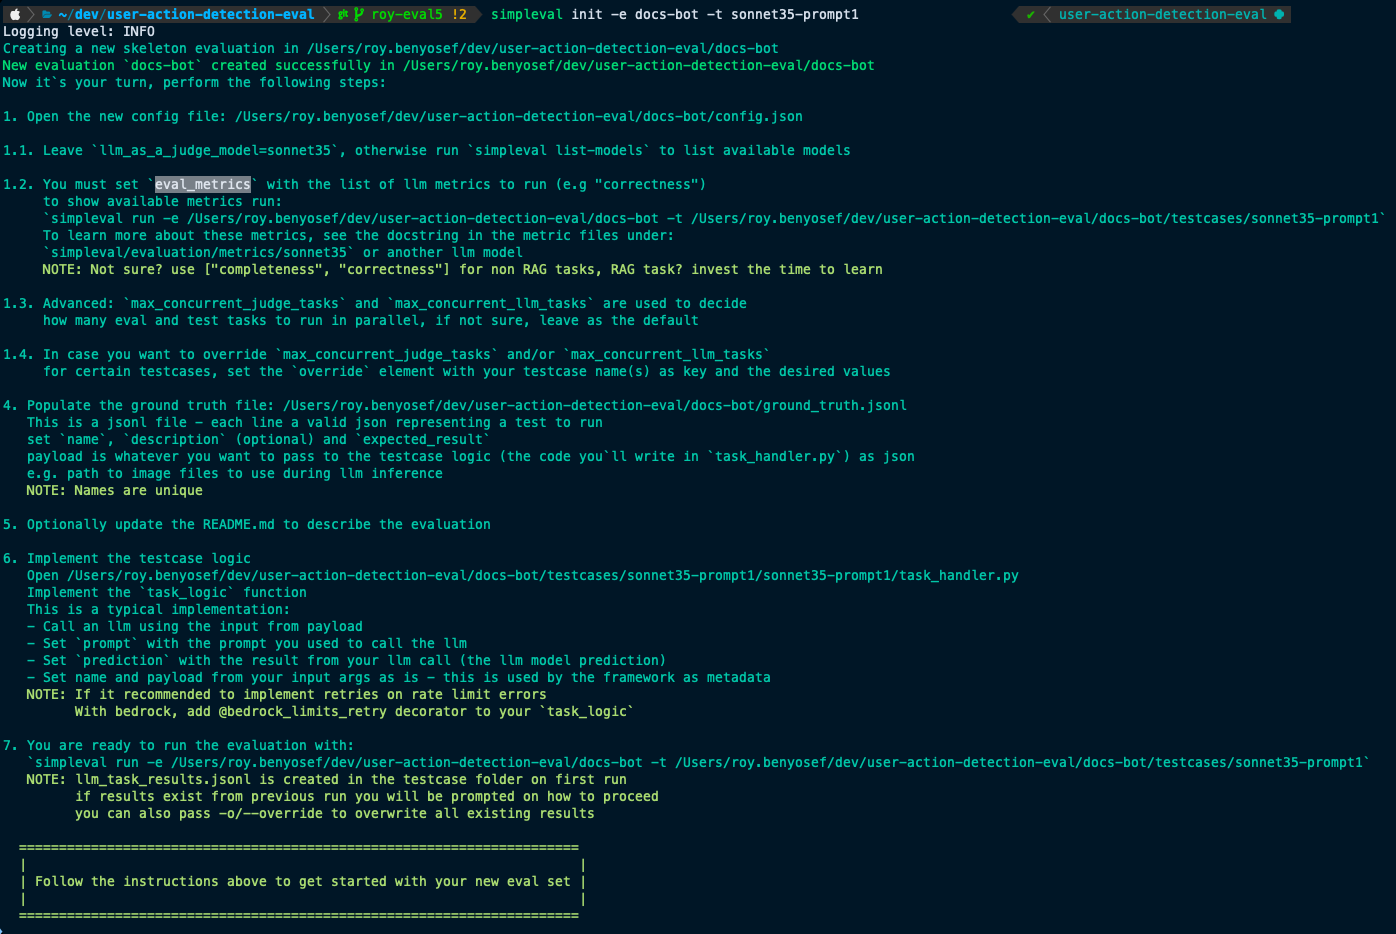 ~/dev/user-action-detection-eval roy-eval5 !2 simpleval init -e docs-bot -t sonnet35-prompt1 ✔ user-action-detection-eval
Logging level: INFO
Creating a new skeleton evaluation in /Users/roy.benyosef/dev/user-action-detection-eval/docs-bot
New evaluation `docs-bot` created successfully in /Users/roy.benyosef/dev/user-action-detection-eval/docs-bot
Now it`s your turn, perform the following steps:
1. Open the new config file: /Users/roy.benyosef/dev/user-action-detection-eval/docs-bot/config.json
1.1. Leave `llm_as_a_judge_model=sonnet35`, otherwise run `simpleval list-models` to list available models
1.2. You must set `eval_metrics` with the list of llm metrics to run (e.g "correctness")
to show available metrics run:
`simpleval run -e /Users/roy.benyosef/dev/user-action-detection-eval/docs-bot -t /Users/roy.benyosef/dev/user-action-detection-eval/docs-bot/testcases/sonnet35-prompt1`
To learn more about these metrics, see the docstring in the metric files under:
`simpleval/evaluation/metrics/sonnet35` or another llm model
NOTE: Not sure? use ["completeness", "correctness"] for non RAG tasks, RAG task? invest the time to learn
1.3. Advanced: `max_concurrent_judge_tasks` and `max_concurrent_llm_tasks` are used to decide
how many eval and test tasks to run in parallel, if not sure, leave as the default
1.4. In case you want to override `max_concurrent_judge_tasks` and/or `max_concurrent_llm_tasks`
for certain testcases, set the `override` element with your testcase name(s) as key and the desired values
4. Populate the ground truth file: /Users/roy.benyosef/dev/user-action-detection-eval/docs-bot/ground_truth.jsonl
This is a jsonl file - each line a valid json representing a test to run
set `name`, `description` (optional) and `expected_result`
payload is whatever you want to pass to the testcase logic (the code you`ll write in `task_handler.py`) as json
e.g. path to image files to use during llm inference
NOTE: Names are unique
5. Optionally update the README.md to describe the evaluation
6. Implement the testcase logic
Open /Users/roy.benyosef/dev/user-action-detection-eval/docs-bot/testcases/sonnet35-prompt1/sonnet35-prompt1/task_handler.py
Implement the `task_logic` function
This is a typical implementation:
- Call an llm using the input from payload
- Set `prompt` with the prompt you used to call the llm
- Set `prediction` with the result from your llm call (the llm model prediction)
- Set name and payload from your input args as is - this is used by the framework as metadata
NOTE: If it recommended to implement retries on rate limit errors
With bedrock, add @bedrock_limits_retry decorator to your `task_logic`
7. You are ready to run the evaluation with:
`simpleval run -e /Users/roy.benyosef/dev/user-action-detection-eval/docs-bot -t /Users/roy.benyosef/dev/user-action-detection-eval/docs-bot/testcases/sonnet35-prompt1`
NOTE: llm_task_results.jsonl is created in the testcase folder on first run
if results exist from previous run you will be prompted on how to proceed
you can also pass -o/--override to overwrite all existing results
======================================================================
| |
| Follow the instructions above to get started with your new eval set |
| |
======================================================================